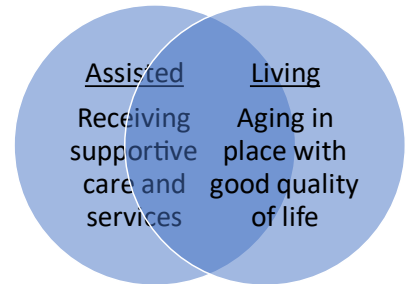 Assisted
Receiving
supportive
care and
services
Living
Aging in
place with
good quality
of life